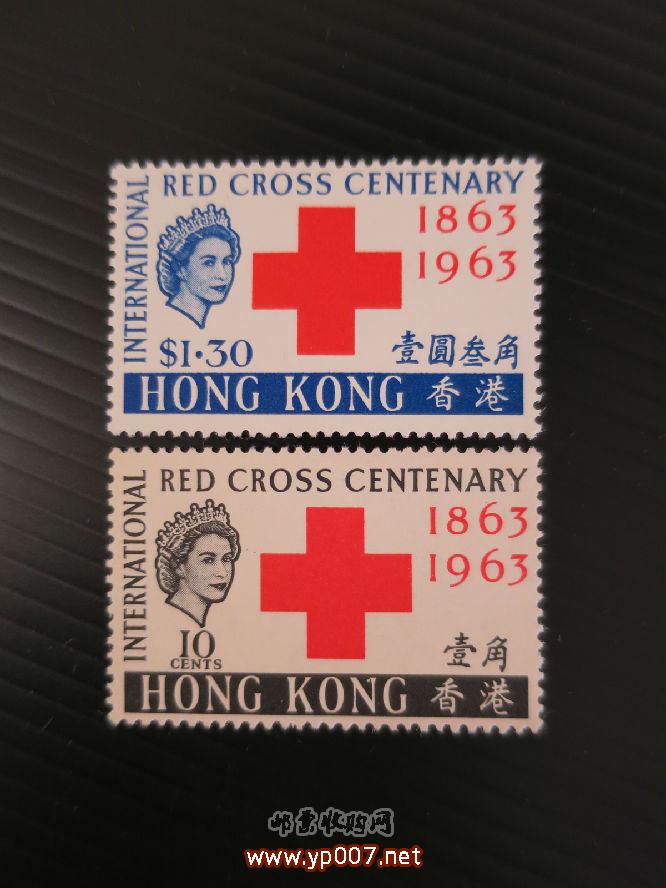 INTERNATIONAL
RED CROSS CENTENARY
1863
1963
$1·30
壹圓叁角
HONG KONG 香港
INTERNATIONAL
RED CROSS CENTENARY
1863
1963
10
CENTS
壹角
HONG KONG 香港
邮票收购网
www.yp007.net